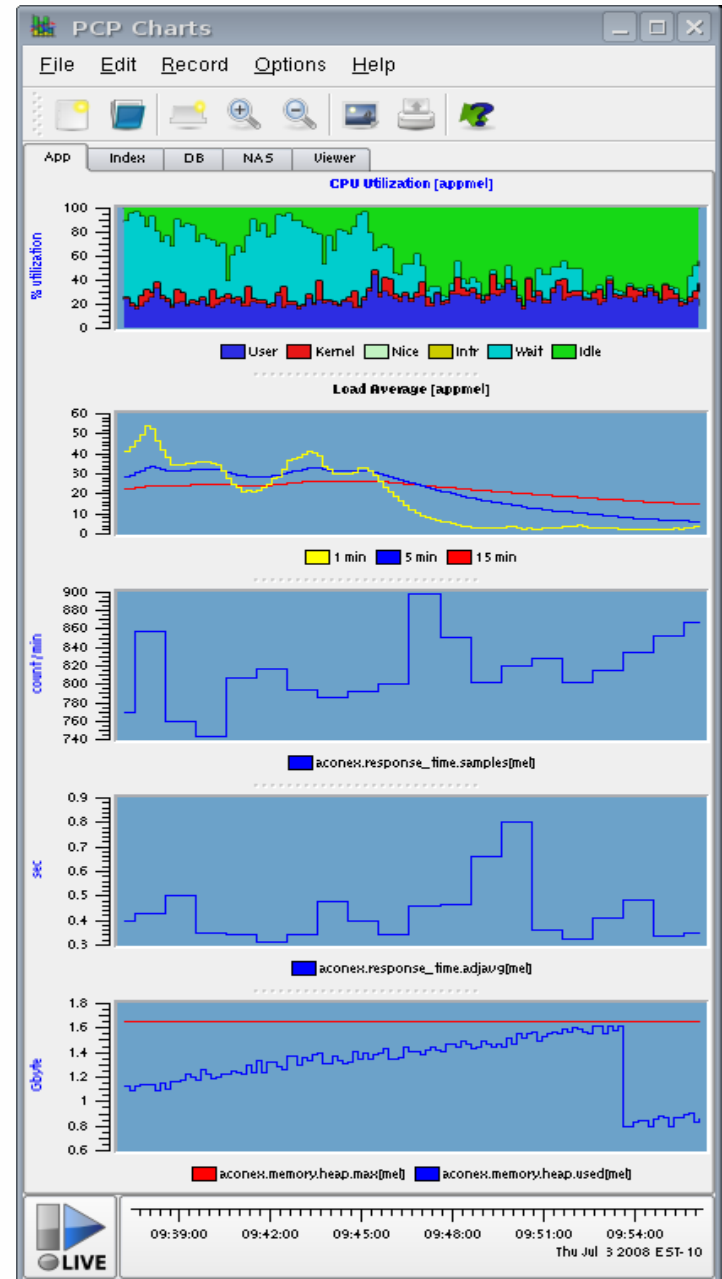 PCP Charts
File Edit Record Options Help
App Index DB NAS Viewer
CPU Utilization [appmel]
% utilization
100
80
60
40
20
0
User Kernel Nice Intr Wait Idle
Load Average [appmel]
60
50
40
30
20
10
0
1 min 5 min 15 min
count/min
900
880
860
840
820
800
780
760
740
aconex.response_time.samples[mel]
sec
0.9
0.8
0.7
0.6
0.5
0.4
0.3
aconex.response_time.adjavg[mel]
Gbyte
1.8
1.6
1.4
1.2
1
0.8
0.6
aconex.memory.heap.max[mel] aconex.memory.heap.used[mel]
LIVE
09:39:00 09:42:00 09:45:00 09:48:00 09:51:00 09:54:00
Thu Jul 3 2008 EST-10